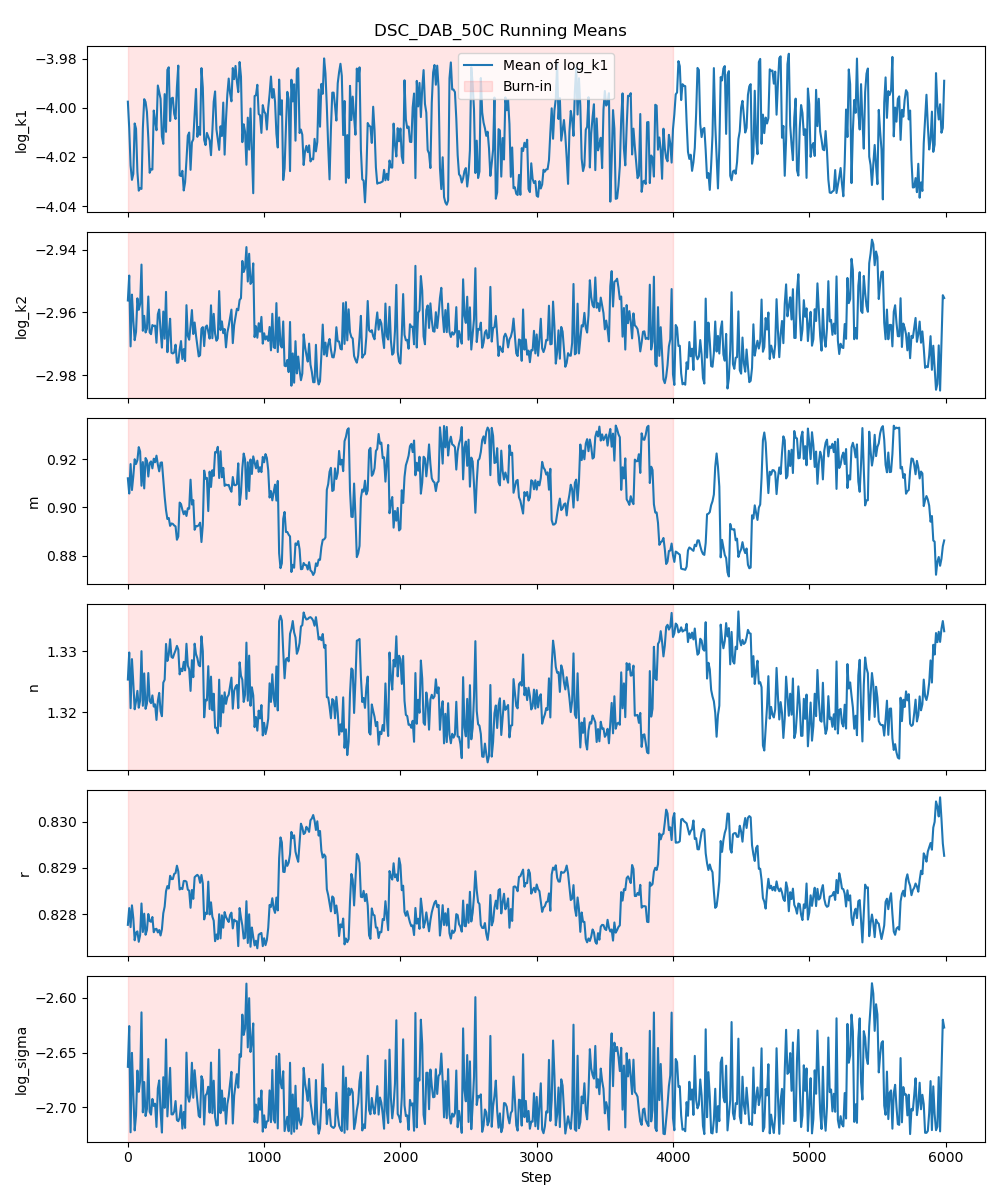 DSC_DAB_50C Running Means
−3.98
−4.00
−4.02
−4.04
log_k1
Mean of log_k1
Burn-in
−2.94
−2.96
−2.98
log_k2
0.92
0.90
0.88
m
1.33
1.32
n
0.830
0.829
0.828
r
−2.60
−2.65
−2.70
log_sigma
0 1000 2000 3000 4000 5000 6000
Step